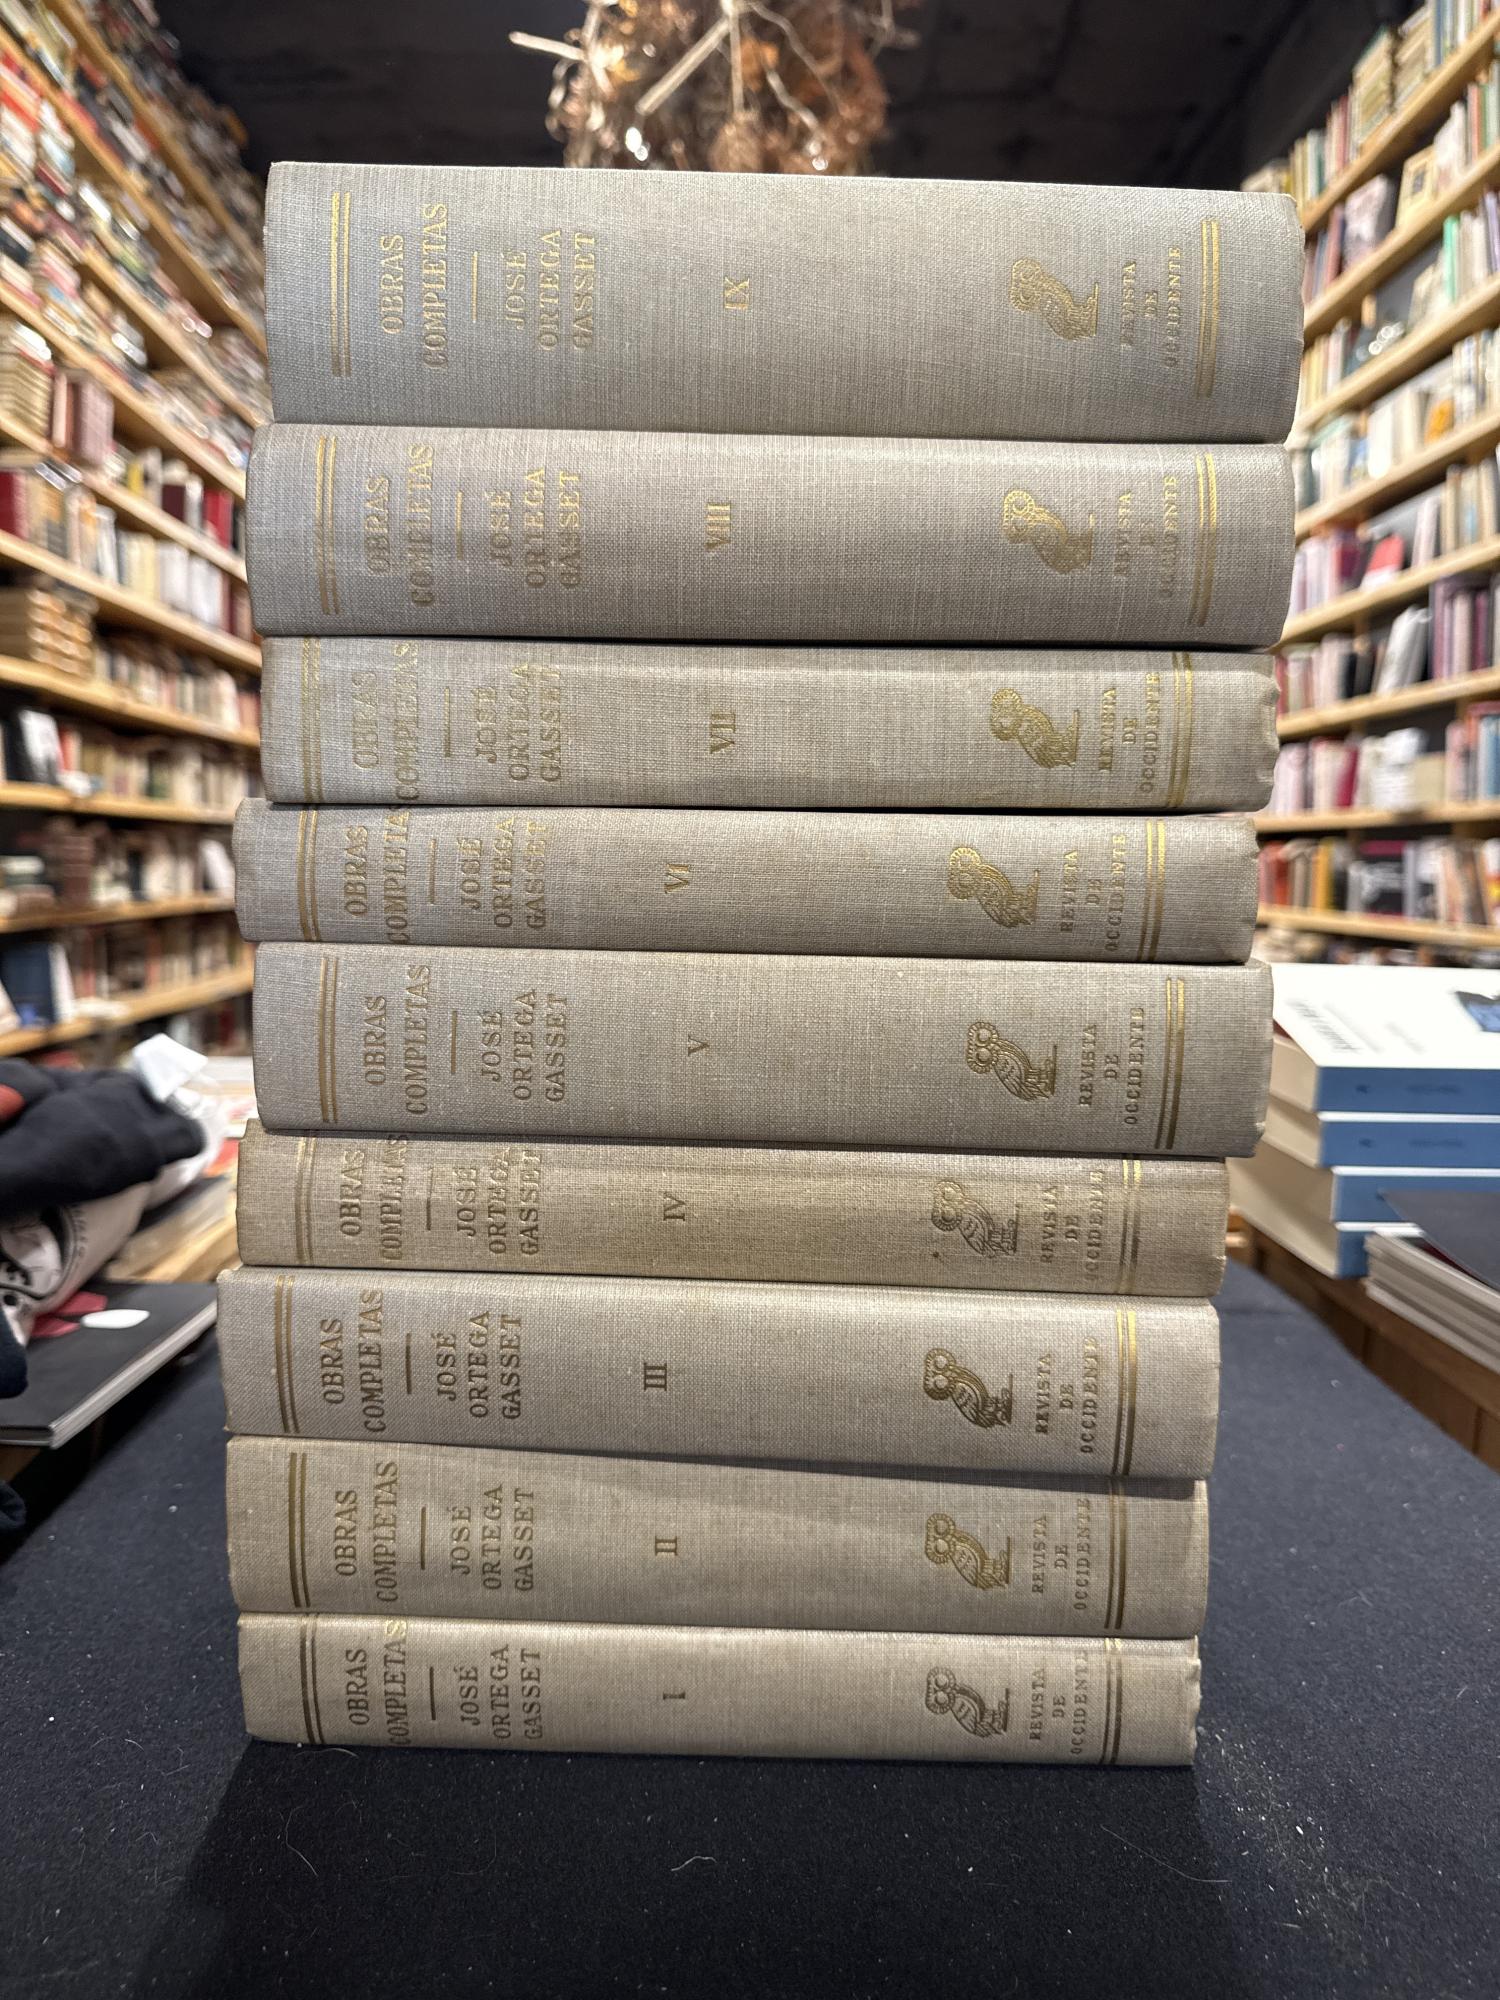 OBRAS
COMPLETAS
JOSÉ
ORTEGA
GASSET
IX
REVISTA
DE
OCCIDENTE
OBRAS
COMPLETAS
JOSÉ
ORTEGA
GASSET
VIII
REVISTA
DE
OCCIDENTE
OBRAS
COMPLETAS
JOSÉ
ORTEGA
GASSET
VII
REVISTA
DE
OCCIDENTE
OBRAS
COMPLETAS
JOSÉ
ORTEGA
GASSET
VI
REVISTA
DE
OCCIDENTE
OBRAS
COMPLETAS
JOSÉ
ORTEGA
GASSET
V
REVISTA
DE
OCCIDENTE
OBRAS
COMPLETAS
JOSÉ
ORTEGA
GASSET
IV
REVISTA
DE
OCCIDENTE
OBRAS
COMPLETAS
JOSÉ
ORTEGA
GASSET
III
REVISTA
DE
OCCIDENTE
OBRAS
COMPLETAS
JOSÉ
ORTEGA
GASSET
II
REVISTA
DE
OCCIDENTE
OBRAS
COMPLETAS
JOSÉ
ORTEGA
GASSET
I
REVISTA
DE
OCCIDENTE